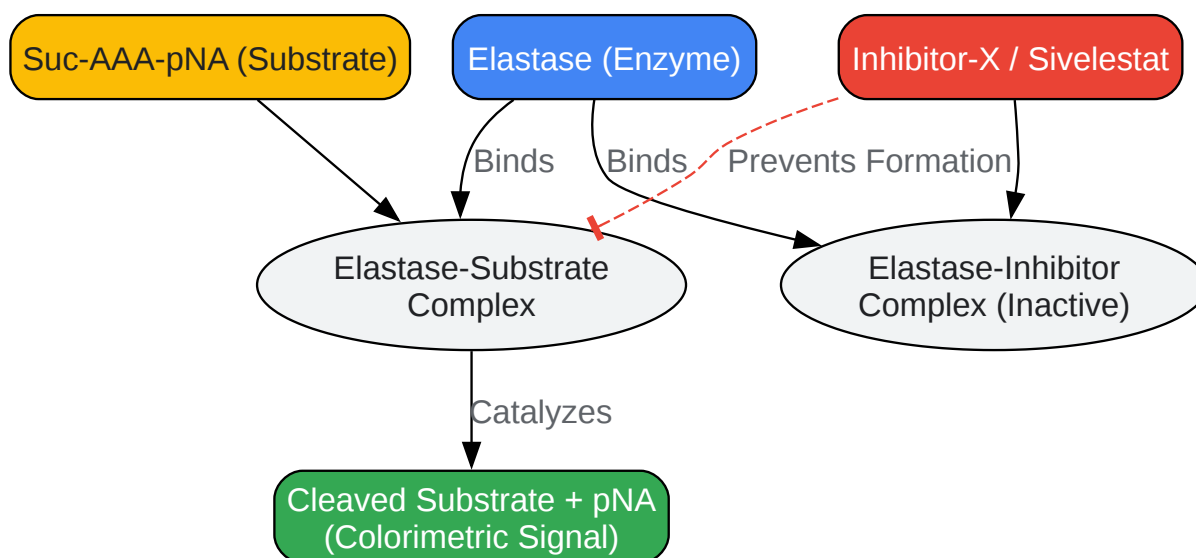 Suc-AAA-pNA (Substrate)
Elastase (Enzyme)
Inhibitor-X / Sivelestat
Binds
Binds
Prevents Formation
Elastase-Substrate
Complex
Elastase-Inhibitor
Complex (Inactive)
Catalyzes
Cleaved Substrate + pNA
(Colorimetric Signal)